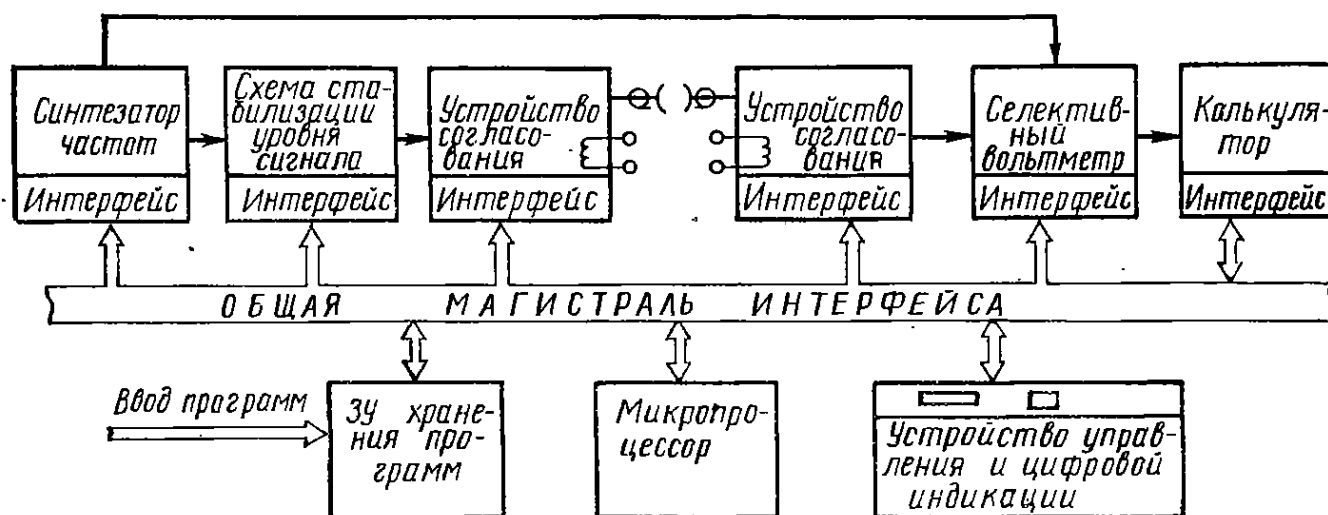 Синтезатор
частот
Схема ста-
билизации
уровня
сигнала
Устройство
согласо-
вания
Устройство
согласо-
вания
Селектив-
ный
вольтметр
Калькуля-
тор
Интерфейс
Интерфейс
Интерфейс
Интерфейс
Интерфейс
Интерфейс
ОБЩАЯ МАГИСТРАЛЬ ИНТЕРФЕЙСА
Ввод программ
ЗУ хране-
ния про-
грамм
Микропро-
цессор
Устройство управ-
ления и цифровой
индикации